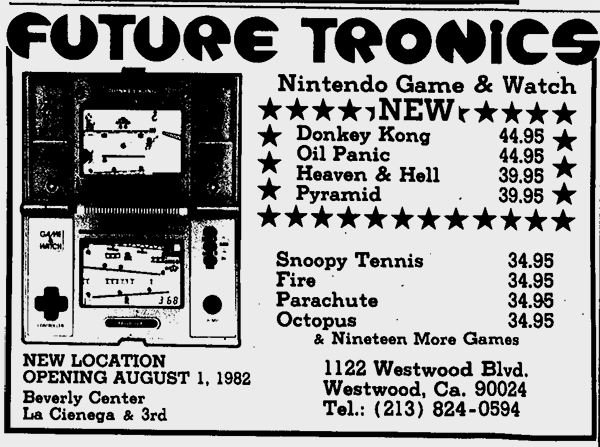 FUTURE TRONiCS
Nintendo Game & Watch
NEW
Donkey Kong 44.95
Oil Panic 44.95
Heaven & Hell 39.95
Pyramid 39.95
Snoopy Tennis 34.95
Fire 34.95
Parachute 34.95
Octopus 34.95
& Nineteen More Games
GAME & WATCH
368
NEW LOCATION
OPENING AUGUST 1, 1982
Beverly Center
La Cienega & 3rd
1122 Westwood Blvd.
Westwood, Ca. 90024
Tel.: (213) 824-0594